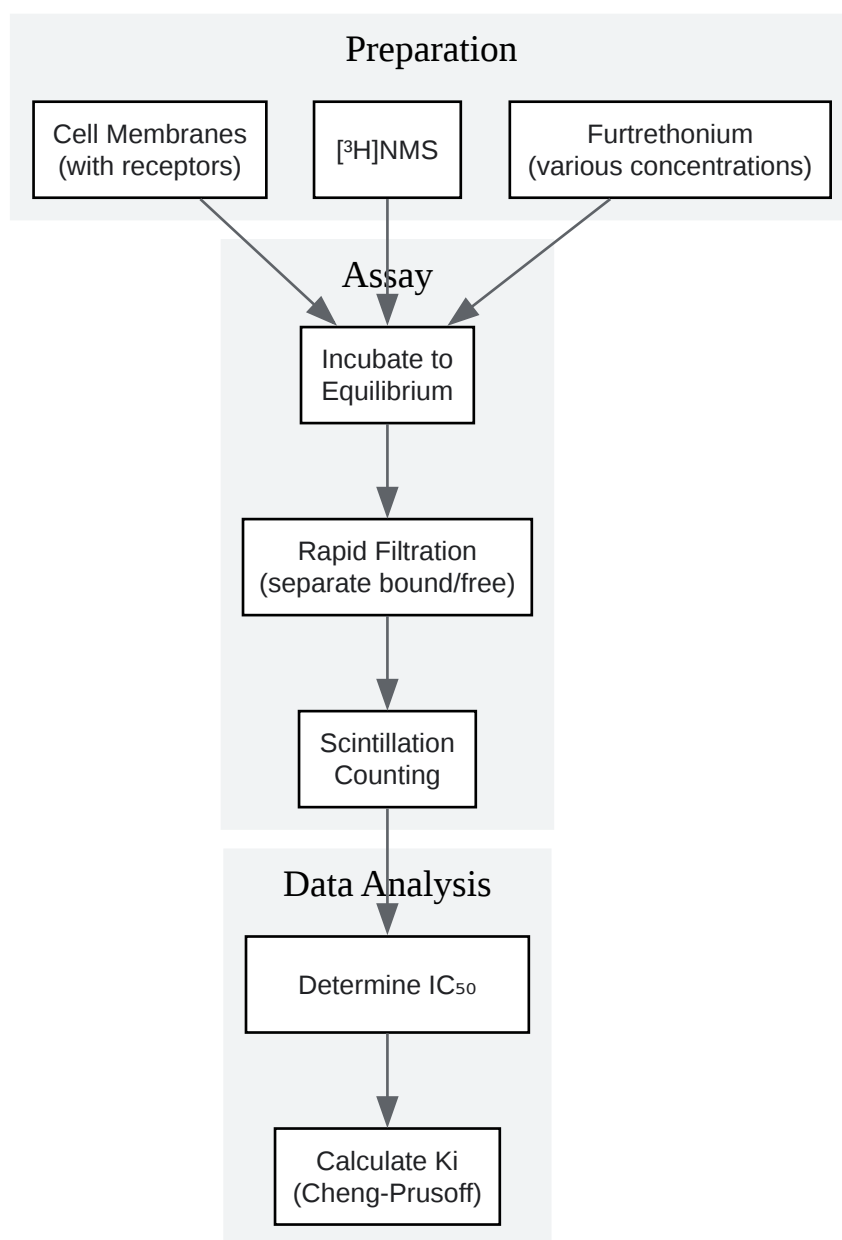 Preparation
Cell Membranes
(with receptors)
[³H]NMS
Furtrethonium
(various concentrations)
Assay
Incubate to
Equilibrium
Rapid Filtration
(separate bound/free)
Scintillation
Counting
Data Analysis
Determine IC₅₀
Calculate Ki
(Cheng-Prusoff)